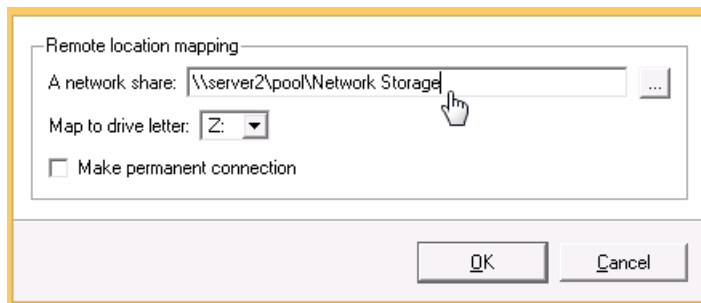 Remote location mapping
A network share: \\server2\pool\Network Storage ...
Map to drive letter: Z:
Make permanent connection
OK Cancel